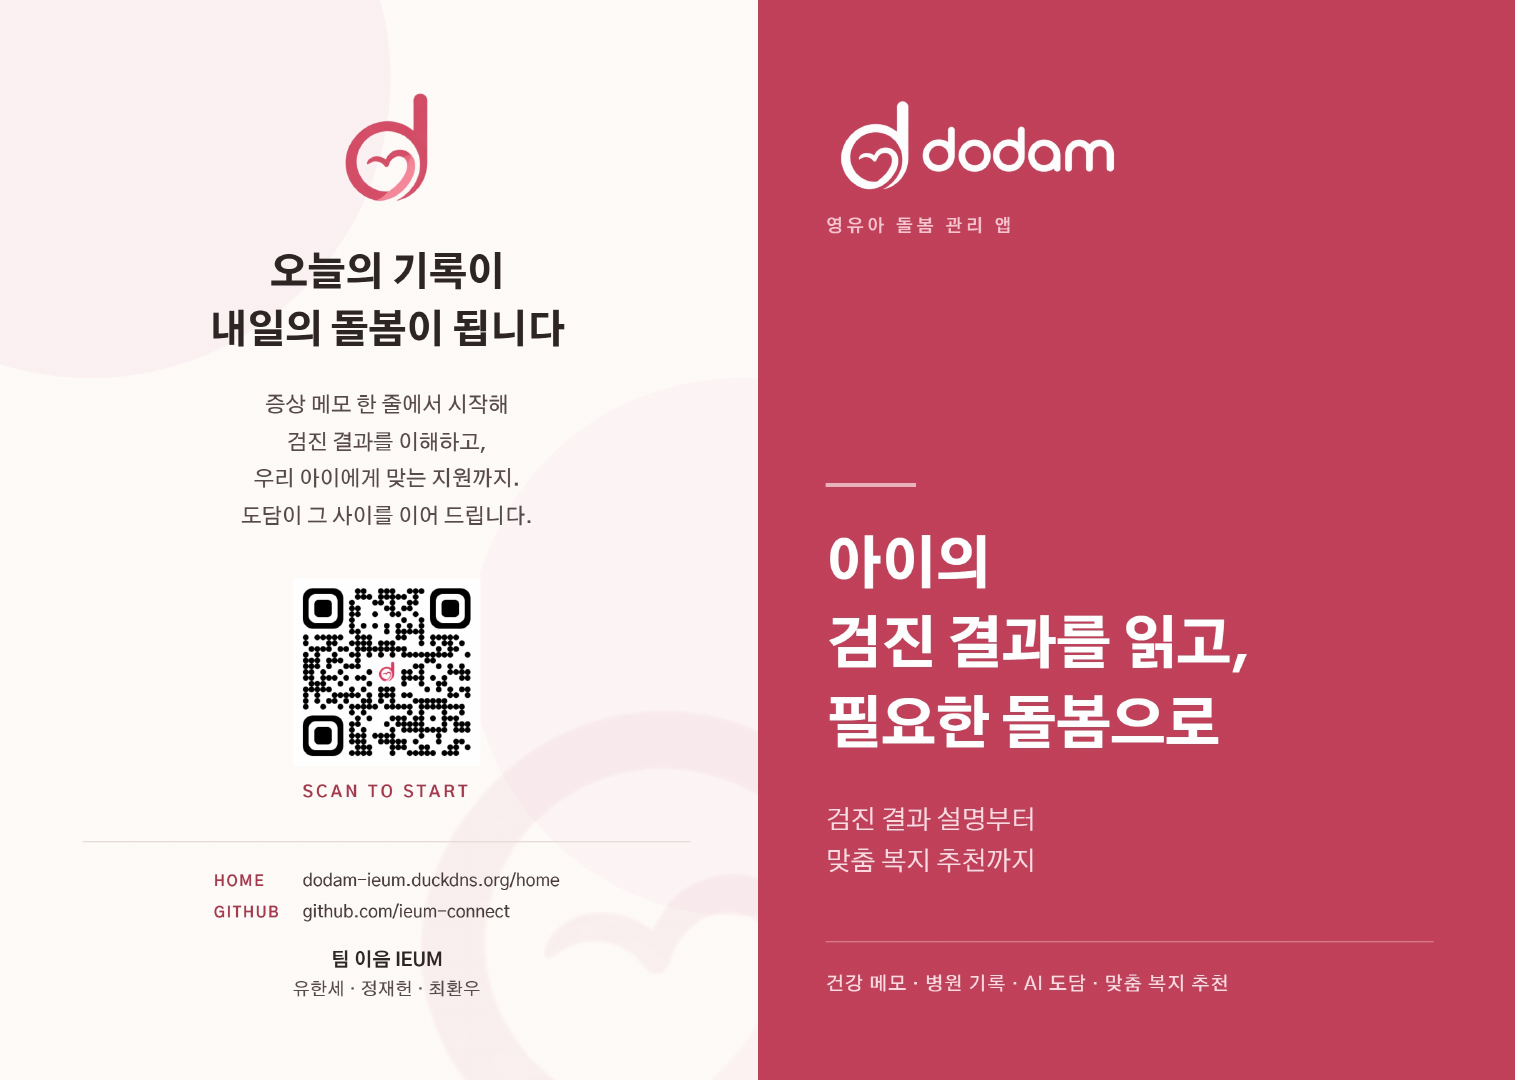 오늘의 기록이
내일의 돌봄이 됩니다
증상 메모 한 줄에서 시작해
검진 결과를 이해하고,
우리 아이에게 맞는 지원까지.
도담이 그 사이를 이어 드립니다.
SCAN TO START
HOME dodam-ieum.duckdns.org/home
GITHUB github.com/ieum-connect
팀 이음 IEUM
유한세 · 정재헌 · 최환우
dodam
영유아 돌봄 관리 앱
아이의
검진 결과를 읽고,
필요한 돌봄으로
검진 결과 설명부터
맞춤 복지 추천까지
건강 메모 · 병원 기록 · AI 도담 · 맞춤 복지 추천